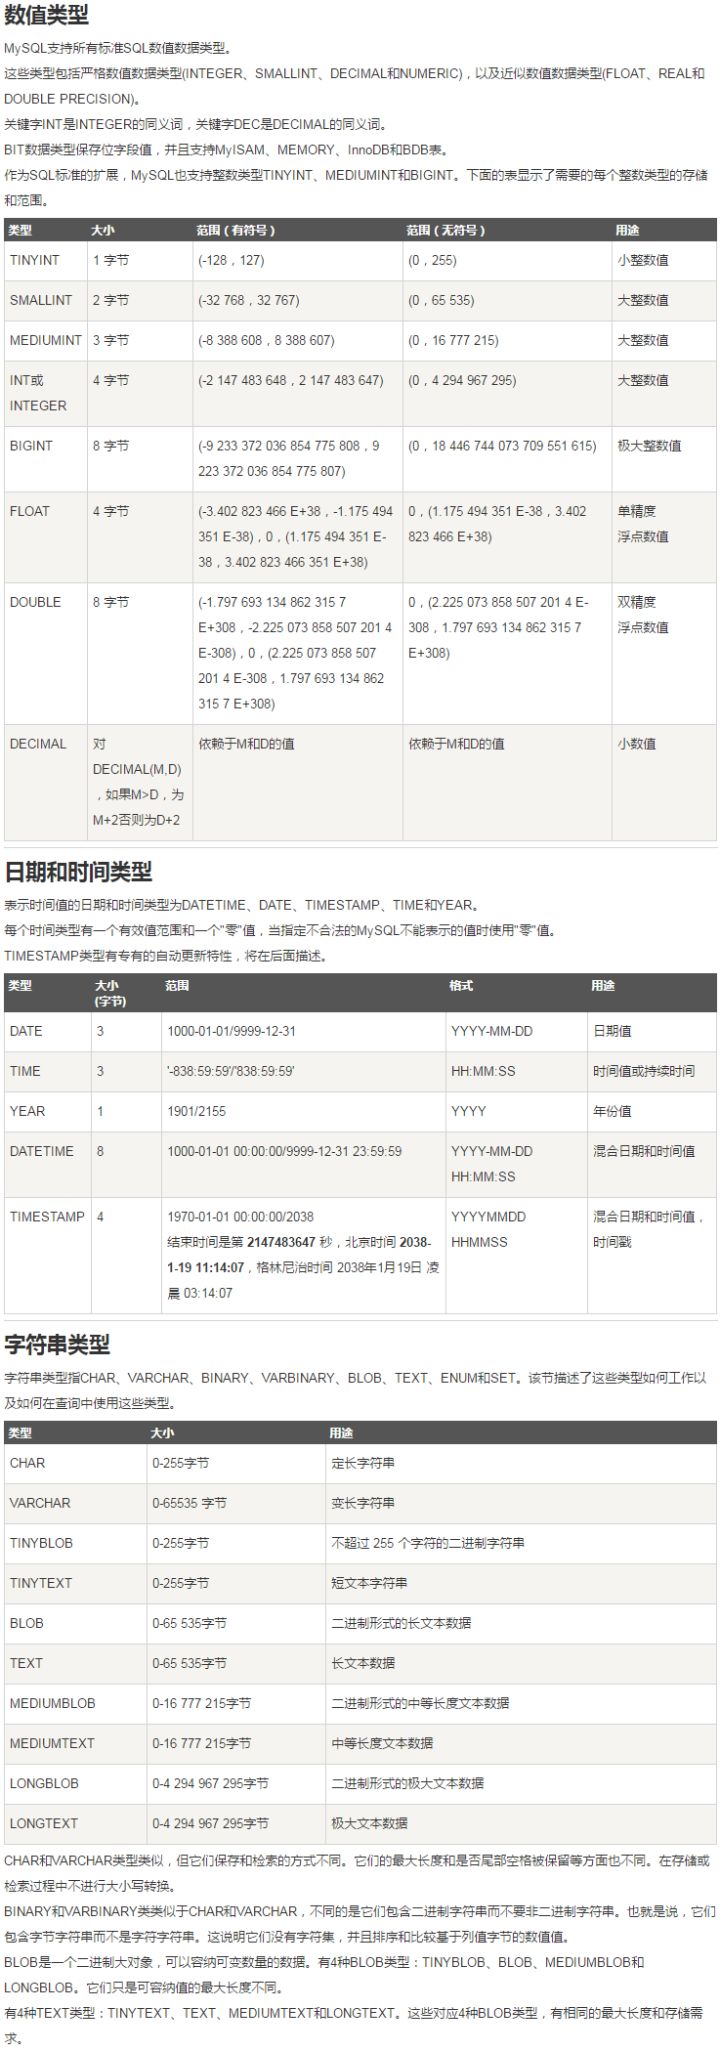 数值类型
MySQL支持所有标准SQL数值数据类型。
这些类型包括严格数值数据类型(INTEGER、SMALLINT、DECIMAL和NUMERIC)，以及近似数值数据类型(FLOAT、REAL和
DOUBLE PRECISION)。
关键字INT是INTEGER的同义词，关键字DEC是DECIMAL的同义词。
BIT数据类型保存位字段值，并且支持MyISAM、MEMORY、InnoDB和BDB表。
作为SQL标准的扩展，MySQL也支持整数类型TINYINT、MEDIUMINT和BIGINT。下面的表显示了需要的每个整数类型的存储
和范围。
类型 大小 范围（有符号） 范围（无符号） 用途
TINYINT 1 字节 (-128，127) (0，255) 小整数值
SMALLINT 2 字节 (-32 768，32 767) (0，65 535) 大整数值
MEDIUMINT 3 字节 (-8 388 608，8 388 607) (0，16 777 215) 大整数值
INT或 4 字节 (-2 147 483 648，2 147 483 647) (0，4 294 967 295) 大整数值
INTEGER
BIGINT 8 字节 (-9 233 372 036 854 775 808，9 (0，18 446 744 073 709 551 615) 极大整数值
223 372 036 854 775 807)
FLOAT 4 字节 (-3.402 823 466 E+38，-1.175 494 0，(1.175 494 351 E-38，3.402 单精度
351 E-38)，0，(1.175 494 351 E- 823 466 E+38) 浮点数值
38，3.402 823 466 351 E+38)
DOUBLE 8 字节 (-1.797 693 134 862 315 7 0，(2.225 073 858 507 201 4 E- 双精度
E+308，-2.225 073 858 507 201 4 308，1.797 693 134 862 315 7 浮点数值
E-308)，0，(2.225 073 858 507 E+308)
201 4 E-308，1.797 693 134 862
315 7 E+308)
DECIMAL 对 依赖于M和D的值 依赖于M和D的值 小数值
DECIMAL(M,D)
，如果M>D，为
M+2否则为D+2
日期和时间类型
表示时间值的日期和时间类型为DATETIME、DATE、TIMESTAMP、TIME和YEAR。
每个时间类型有一个有效值范围和一个"零"值，当指定不合法的MySQL不能表示的值时使用"零"值。
TIMESTAMP类型有专有的自动更新特性，将在后面描述。
类型 大小 范围 格式 用途
(字节)
DATE 3 1000-01-01/9999-12-31 YYYY-MM-DD 日期值
TIME 3 '-838:59:59'/'838:59:59' HH:MM:SS 时间值或持续时间
YEAR 1 1901/2155 YYYY 年份值
DATETIME 8 1000-01-01 00:00:00/9999-12-31 23:59:59 YYYY-MM-DD 混合日期和时间值
HH:MM:SS
TIMESTAMP 4 1970-01-01 00:00:00/2038 YYYYMMDD 混合日期和时间值，
结束时间是第 2147483647 秒，北京时间 2038- HHMMSS 时间戳
1-19 11:14:07，格林尼治时间 2038年1月19日 凌
晨 03:14:07
字符串类型
字符串类型指CHAR、VARCHAR、BINARY、VARBINARY、BLOB、TEXT、ENUM和SET。该节描述了这些类型如何工作以
及如何在查询中使用这些类型。
类型 大小 用途
CHAR 0-255字节 定长字符串
VARCHAR 0-65535 字节 变长字符串
TINYBLOB 0-255字节 不超过 255 个字符的二进制字符串
TINYTEXT 0-255字节 短文本字符串
BLOB 0-65 535字节 二进制形式的长文本数据
TEXT 0-65 535字节 长文本数据
MEDIUMBLOB 0-16 777 215字节 二进制形式的中等长度文本数据
MEDIUMTEXT 0-16 777 215字节 中等长度文本数据
LONGBLOB 0-4 294 967 295字节 二进制形式的极大文本数据
LONGTEXT 0-4 294 967 295字节 极大文本数据
CHAR和VARCHAR类型类似，但它们保存和检索的方式不同。它们的最大长度和是否尾部空格被保留等方面也不同。在存储或
检索过程中不进行大小写转换。
BINARY和VARBINARY类类似于CHAR和VARCHAR，不同的是它们包含二进制字符串而不要非二进制字符串。也就是说，它们
包含字节字符串而不是字符字符串。这说明它们没有字符集，并且排序和比较基于列值字节的数值值。
BLOB是一个二进制大对象，可以容纳可变数量的数据。有4种BLOB类型：TINYBLOB、BLOB、MEDIUMBLOB和
LONGBLOB。它们只是可容纳值的最大长度不同。
有4种TEXT类型：TINYTEXT、TEXT、MEDIUMTEXT和LONGTEXT。这些对应4种BLOB类型，有相同的最大长度和存储需
求。